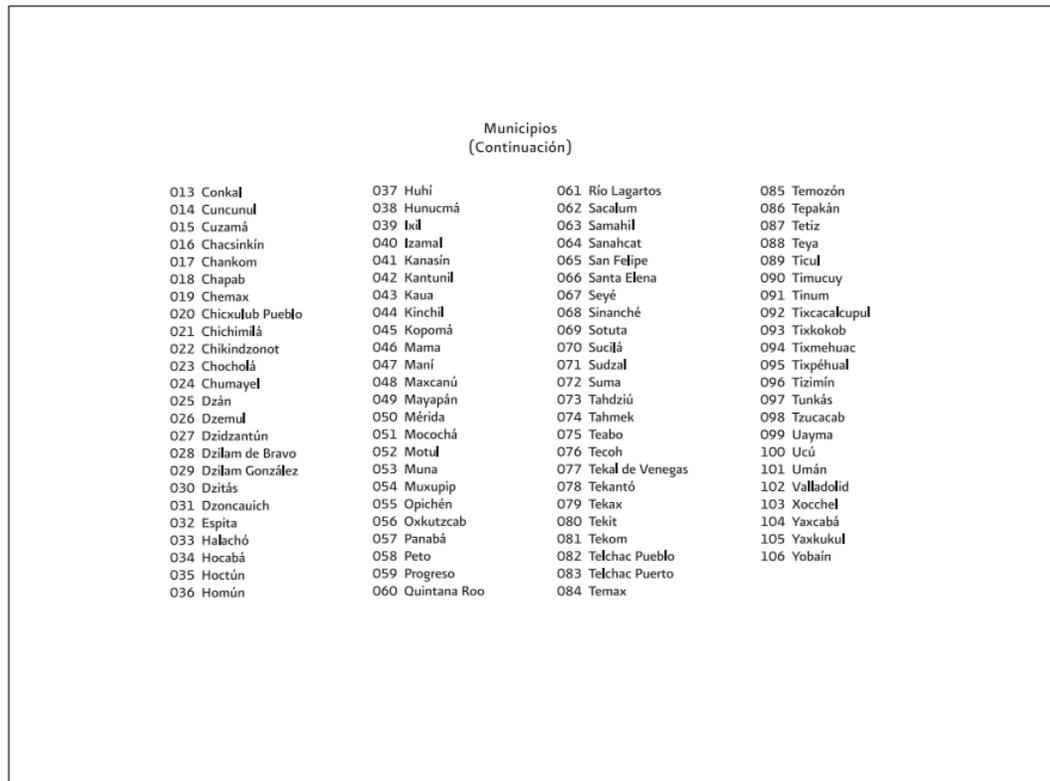 Municipios
(Continuación)
013 Conkal
014 Cuncunul
015 Cuzamá
016 Chacsinkín
017 Chankom
018 Chapab
019 Chemax
020 Chicxulub Pueblo
021 Chichimilá
022 Chikindzonot
023 Chocholá
024 Chumayel
025 Dzán
026 Dzemul
027 Dzidzantún
028 Dzilam de Bravo
029 Dzilam González
030 Dzitás
031 Dzoncauich
032 Espita
033 Halachó
034 Hocabá
035 Hoctún
036 Homún
037 Huhí
038 Hunucmá
039 Ixil
040 Izamal
041 Kanasín
042 Kantunil
043 Kaua
044 Kinchil
045 Kopomá
046 Mama
047 Maní
048 Maxcanú
049 Mayapán
050 Mérida
051 Mocochá
052 Motul
053 Muna
054 Muxupip
055 Opichén
056 Oxkutzcab
057 Panabá
058 Peto
059 Progreso
060 Quintana Roo
061 Río Lagartos
062 Sacalum
063 Samahil
064 Sanahcat
065 San Felipe
066 Santa Elena
067 Seyé
068 Sinanché
069 Sotuta
070 Sucilá
071 Sudzal
072 Suma
073 Tahdziú
074 Tahmek
075 Teabo
076 Tecoh
077 Tekal de Venegas
078 Tekantó
079 Tekax
080 Tekit
081 Tekom
082 Telchac Pueblo
083 Telchac Puerto
084 Temax
085 Temozón
086 Tepakán
087 Tetiz
088 Teya
089 Ticul
090 Timucuy
091 Tinum
092 Tixcacalcupul
093 Tixkokob
094 Tixmehuac
095 Tixpéhual
096 Tizimín
097 Tunkás
098 Tzucacab
099 Uayma
100 Ucú
101 Umán
102 Valladolid
103 Xocchel
104 Yaxcabá
105 Yaxkukul
106 Yobaín